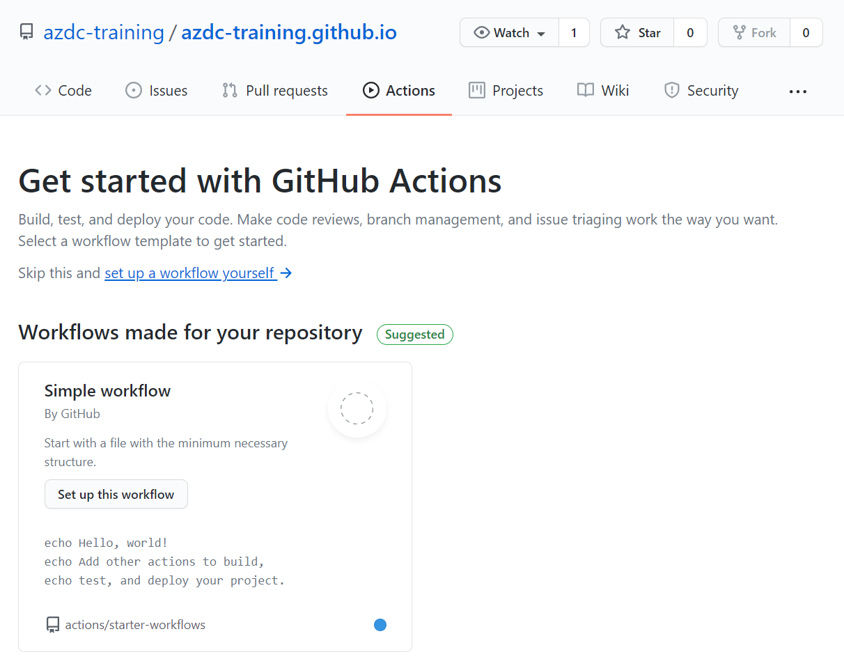 azdc-training / azdc-training.github.io
Watch 1
Star 0
Fork 0
Code
Issues
Pull requests
Actions
Projects
Wiki
Security
Get started with GitHub Actions
Build, test, and deploy your code. Make code reviews, branch management, and issue triaging work the way you want.
Select a workflow template to get started.
Skip this and set up a workflow yourself →
Workflows made for your repository Suggested
Simple workflow
By GitHub
Start with a file with the minimum necessary
structure.
Set up this workflow
echo Hello, world!
echo Add other actions to build,
echo test, and deploy your project.
actions/starter-workflows